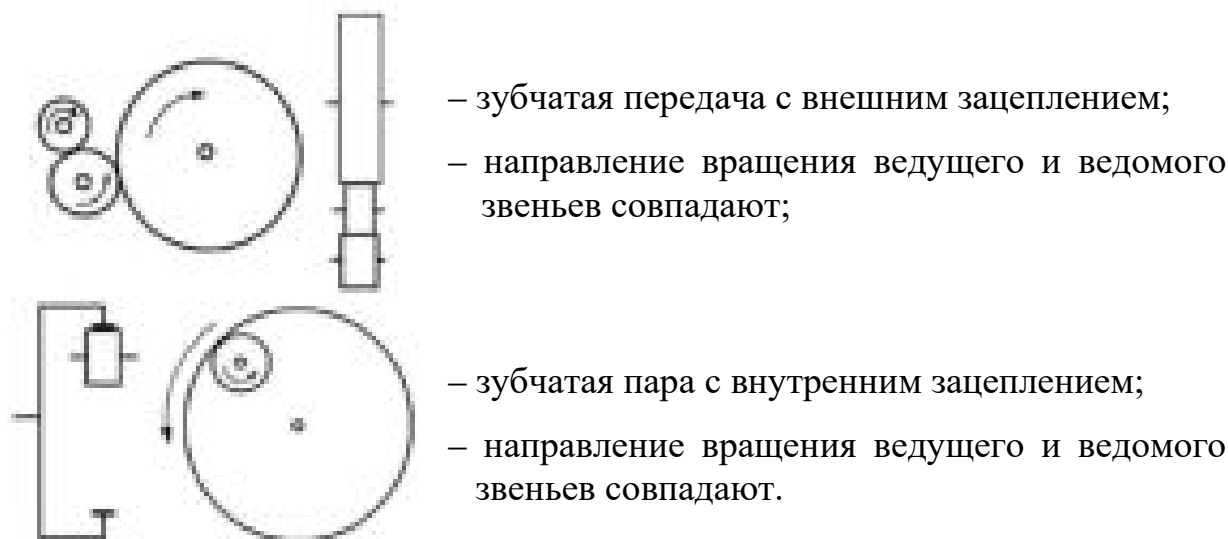 – зубчатая передача с внешним зацеплением;
– направление вращения ведущего и ведомого
звеньев совпадают;
– зубчатая пара с внутренним зацеплением;
– направление вращения ведущего и ведомого
звеньев совпадают.